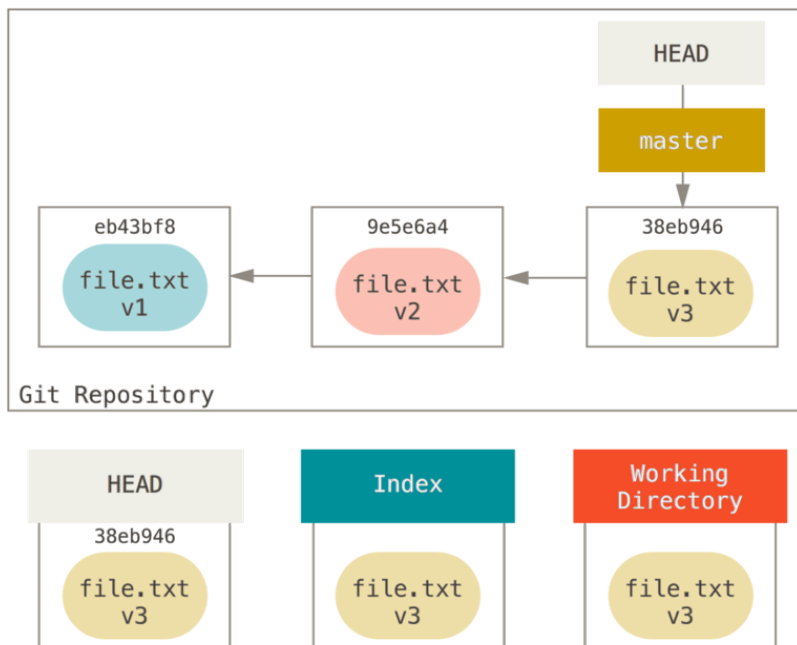 HEAD
master
eb43bf8
9e5e6a4
38eb946
file.txt
v1
file.txt
v2
file.txt
v3
Git Repository
HEAD
Index
Working
Directory
38eb946
file.txt
v3
file.txt
v3
file.txt
v3